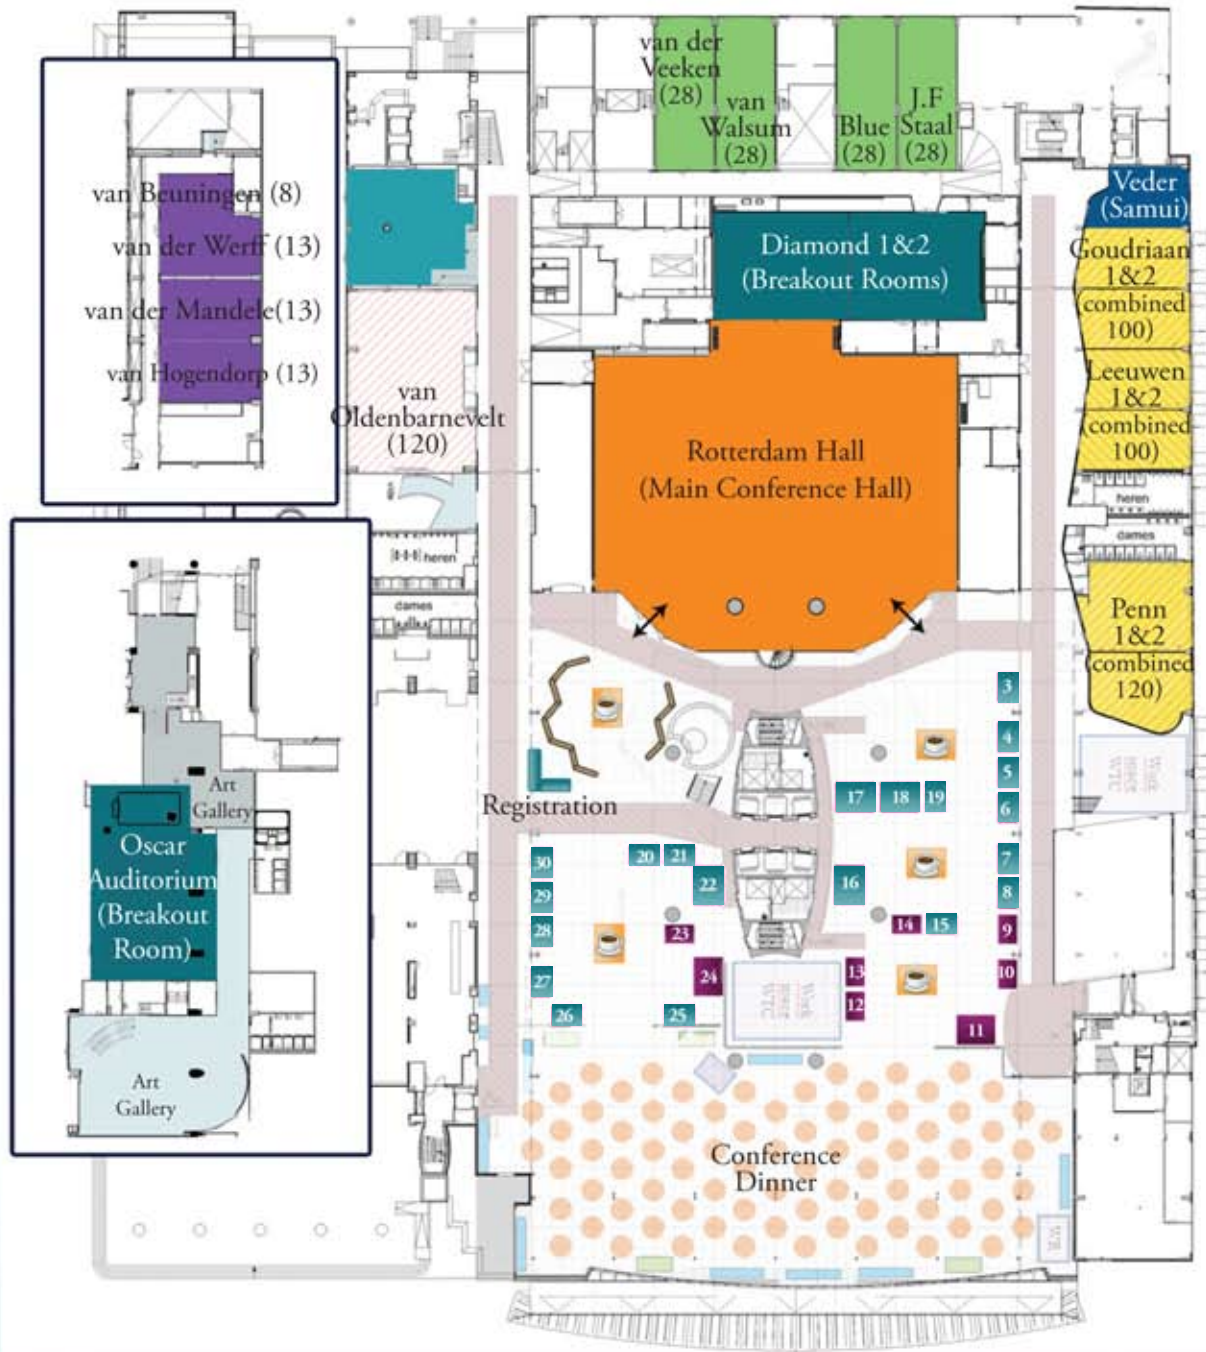 van der
Veeken
(28)
van
Walsum
(28)
Blue
(28)
J.F
Staal
(28)
van Beuningen (8)
van der Werff (13)
van der Mandele(13)
van Hogendorp (13)
Veder
(Samui)
Goudriaan
1&2
(combined
100)
Leeuwen
1&2
(combined
100)
heren
dames
Penn
1&2
(combined
120)
Diamond 1&2
(Breakout Rooms)
van
Oldenbarnevelt
(120)
Rotterdam Hall
(Main Conference Hall)
heren
dames
Art
Gallery
Oscar
Auditorium
(Breakout
Room)
Art
Gallery
Registration
3
4
5
6
7
8
9
10
11
12
13
14
15
16
17
18
19
20
21
22
23
24
25
26
27
28
29
30
WTC
WTC
Conference
Dinner